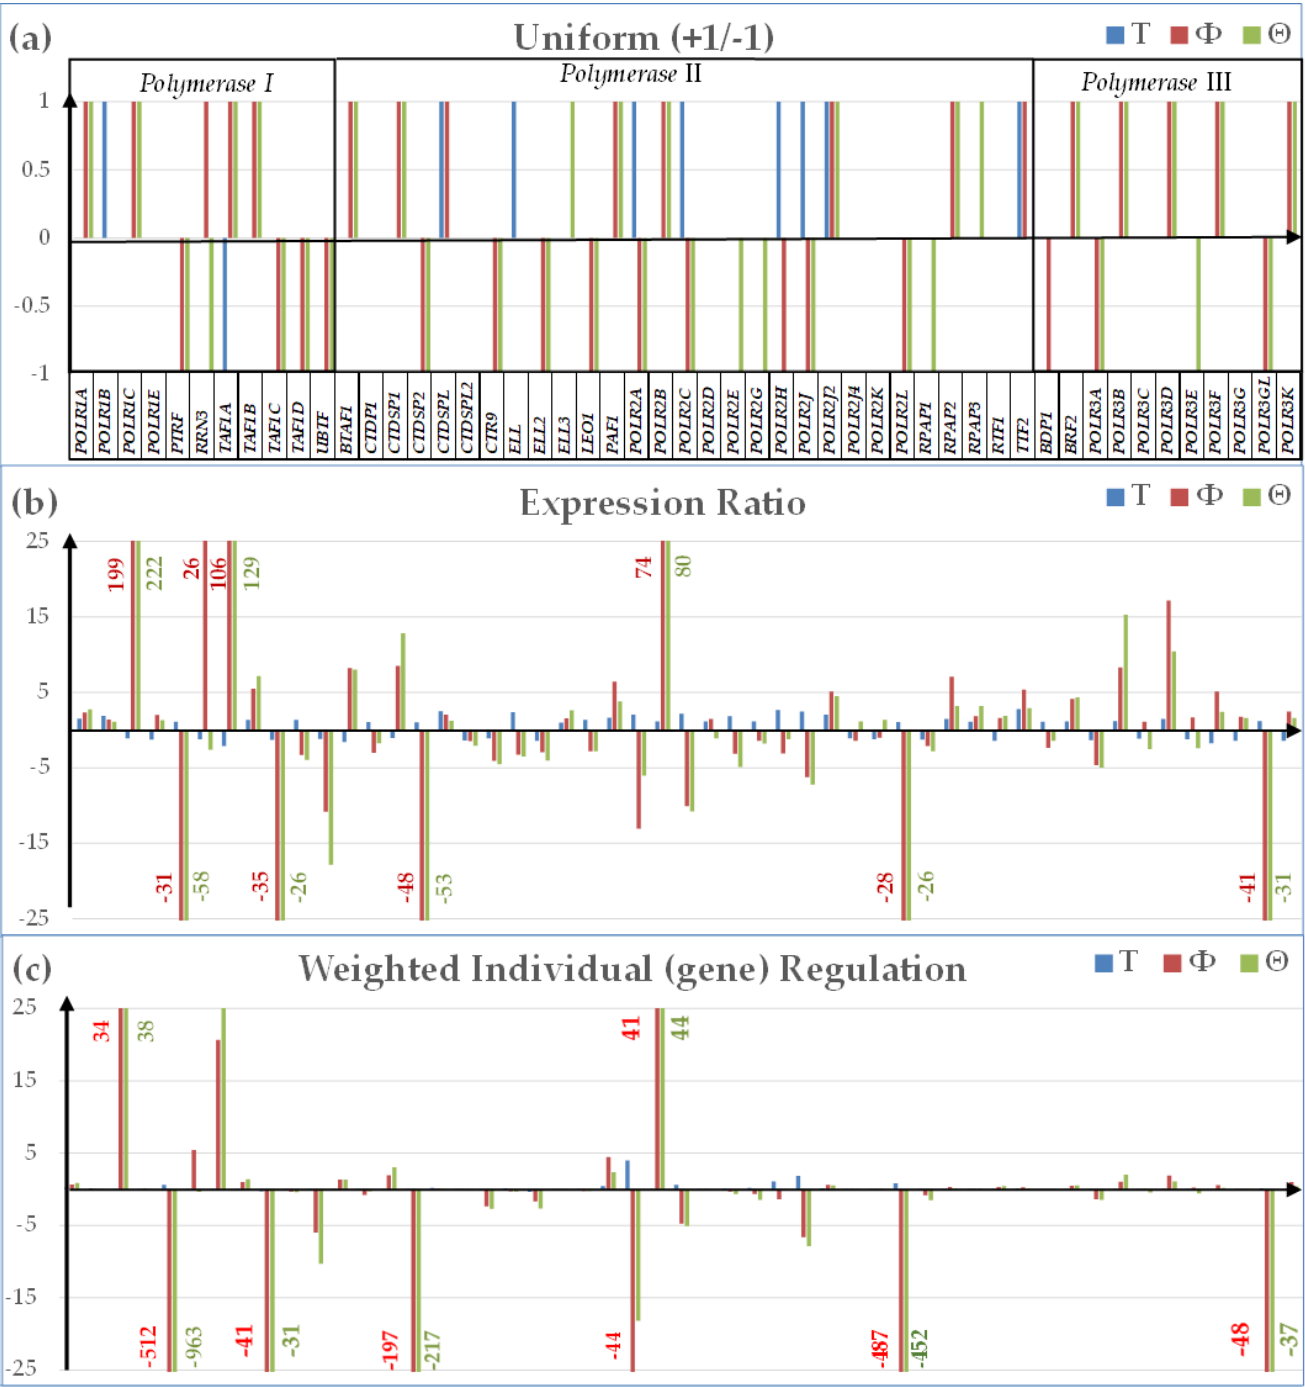 (a) Uniform (+1/-1) T Φ Θ
Polymerase I Polymerase II Polymerase III
1
0.5
0
-0.5
-1
POLR1A POLR1B POLR1C POLR1E PTRF RRN3 TAF1A TAF1B TAF1C TAF1D UBTF BTAF1 CTDP1 CTDSP1 CTDSP2 CTDSPL CTDSPL2 CTR9 ELL ELL2 ELL3 LEO1 PAF1 POLR2A POLR2B POLR2C POLR2D POLR2E POLR2G POLR2H POLR2J POLR2J2 POLR2J4 POLR2K POLR2L RPAP1 RPAP2 RPAP3 RTF1 TTF2 BDP1 BRF2 POLR3A POLR3B POLR3C POLR3D POLR3E POLR3F POLR3G POLR3GL POLR3K
(b) Expression Ratio T Φ Θ
25
199 222 26 106 129 74 80
15
5
-5
-15
-31 -58 -35 -26 -48 -53 -28 -26 -41 -31
-25
(c) Weighted Individual (gene) Regulation T Φ Θ
25
34 38 41 44
15
5
-5
-15
-512 -963 -41 -31 -197 -217 -44 -487 -452 -48 -37
-25